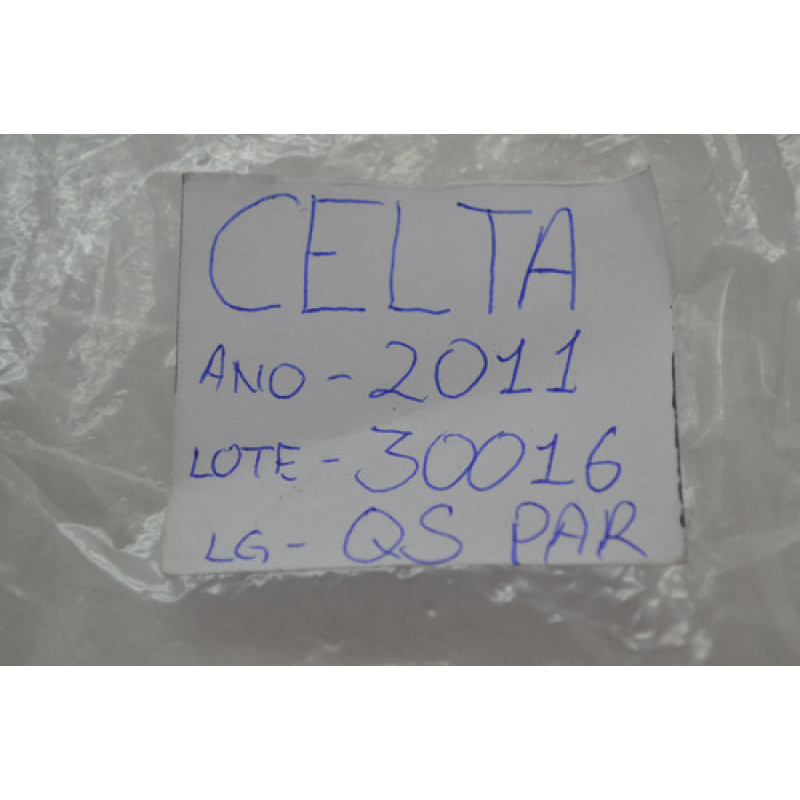 CELTA
ANO - 2011
LOTE - 30016
LG - QS PAR